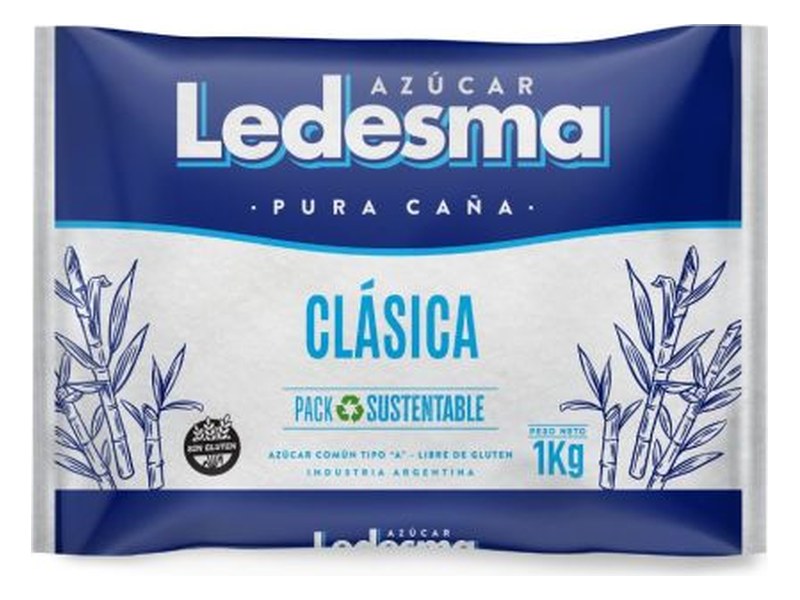 AZÚCAR
Ledesma
· PURA CAÑA ·
CLÁSICA
PACK SUSTENTABLE
SIN GLUTEN
AZÚCAR COMÚN TIPO "A" - LIBRE DE GLUTEN
INDUSTRIA ARGENTINA
PESO NETO
1Kg
AZÚCAR
Ledesma